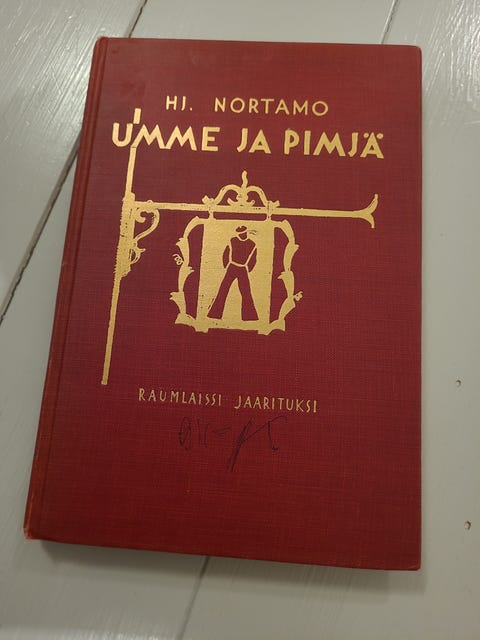 HJ. NORTAMO
UMME JA PIMJÄ
RAUMLAISSI JAARITUKSI